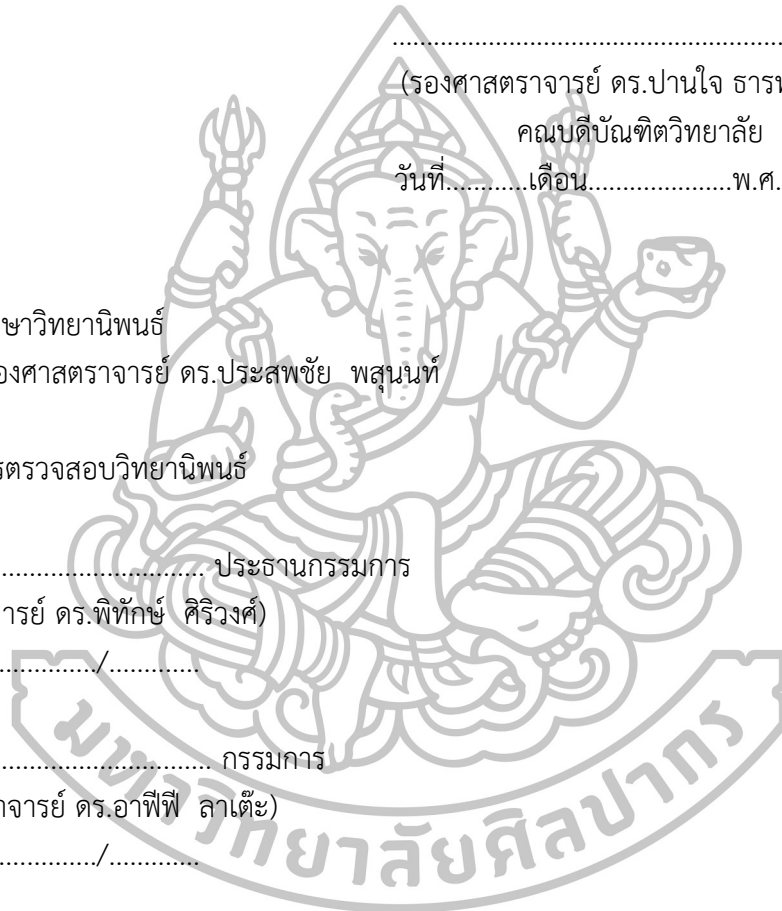 ..........................................................
(รองศาสตราจารย์ ดร.ปานใจ
คณบดีบัณฑิตวิทยาลัย
วันที่............เดือน.....................พ.ศ.
ษาวิทยานิพนธ์
องศาสตราจารย์ ดร.ประสพชัย พสุนนท์
รตรวจสอบวิทยานิพนธ์
.............................. ประธานกรรมการ
ารย์ ดร.พิทักษ์ ศิริวงศ์)
............../.............
............................... กรรมการ
าจารย์ ดร.อาฟีฟี ลาเต๊ะ)
............../.............
มหาวิทยาลัยศิลปากร